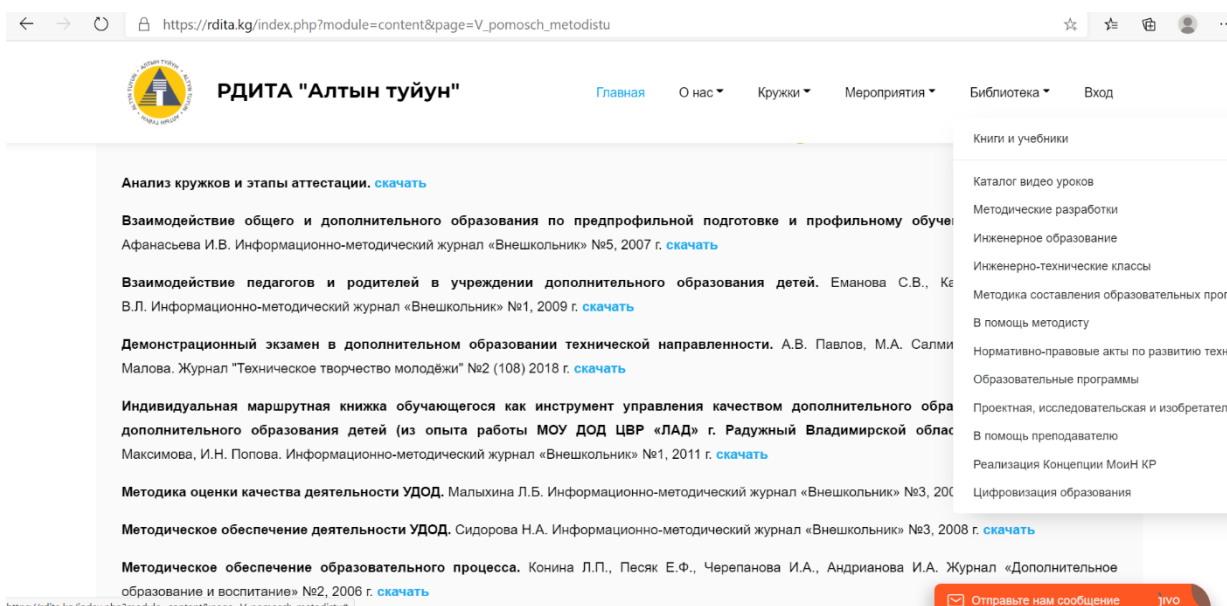 https://rdita.kg/index.php?module=content&page=V_pomosch_metodistu
РДИТА "Алтын туйун"
Главная О нас Кружки Мероприятия Библиотека Вход
Анализ кружков и этапы аттестации. скачать
Взаимодействие общего и дополнительного образования по предпрофильной подготовке и профильному
Афанасьева И.В. Информационно-методический журнал «Внешкольник» №5, 2007 г. скачать
Взаимодействие педагогов и родителей в учреждении дополнительного образования детей. Еманова С.В.,
В.Л. Информационно-методический журнал «Внешкольник» №1, 2009 г. скачать
Демонстрационный экзамен в дополнительном образовании технической направленности. А.В. Павлов, М.А.
Малова. Журнал "Техническое творчество молодёжи" №2 (108) 2018 г. скачать
Индивидуальная маршрутная книжка обучающегося как инструмент управления качеством дополнительного
дополнительного образования детей (из опыта работы МОУ ДОД ЦВР «ЛАД» г. Радужный Владимирской
Максимова, И.Н. Попова. Информационно-методический журнал «Внешкольник» №1, 2011 г. скачать
Методика оценки качества деятельности УДОД. Малыхина Л.Б. Информационно-методический журнал «Внешкольник» №3,
Методическое обеспечение деятельности УДОД. Сидорова Н.А. Информационно-методический журнал «Внешкольник» №3, 2008 г. скачать
Методическое обеспечение образовательного процесса. Конина Л.П., Песяк Е.Ф., Черепанова И.А., Андрианова И.А. Журнал «Дополнительное
образование и воспитание» №2, 2006 г. скачать
Книги и учебники
Каталог видео уроков
Методические разработки
Инженерное образование
Инженерно-технические классы
Методика составления образовательных
В помощь методисту
Нормативно-правовые акты по развитию
Образовательные программы
Проектная, исследовательская и
В помощь преподавателю
Реализация Концепции МоиН КР
Цифровизация образования
Отправьте нам сообщение jivo